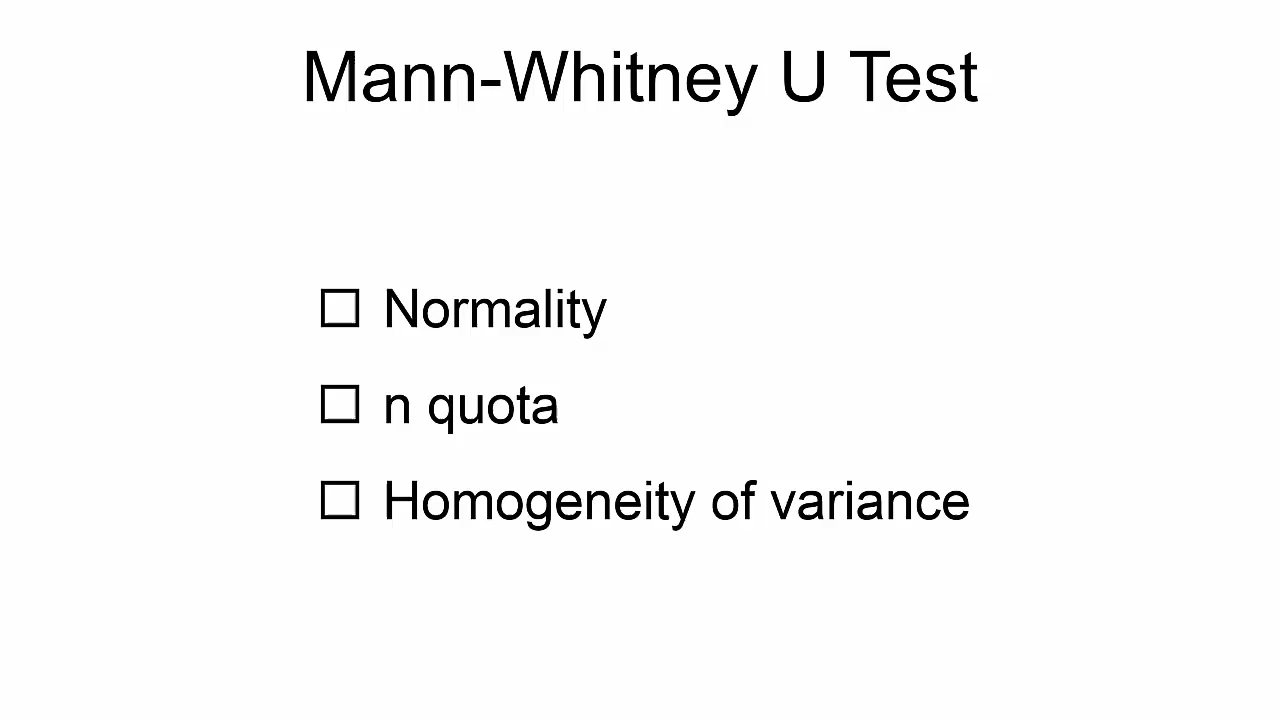 Mann-Whitney U Test
☐ Normality
☐ n quota
☐ Homogeneity of variance